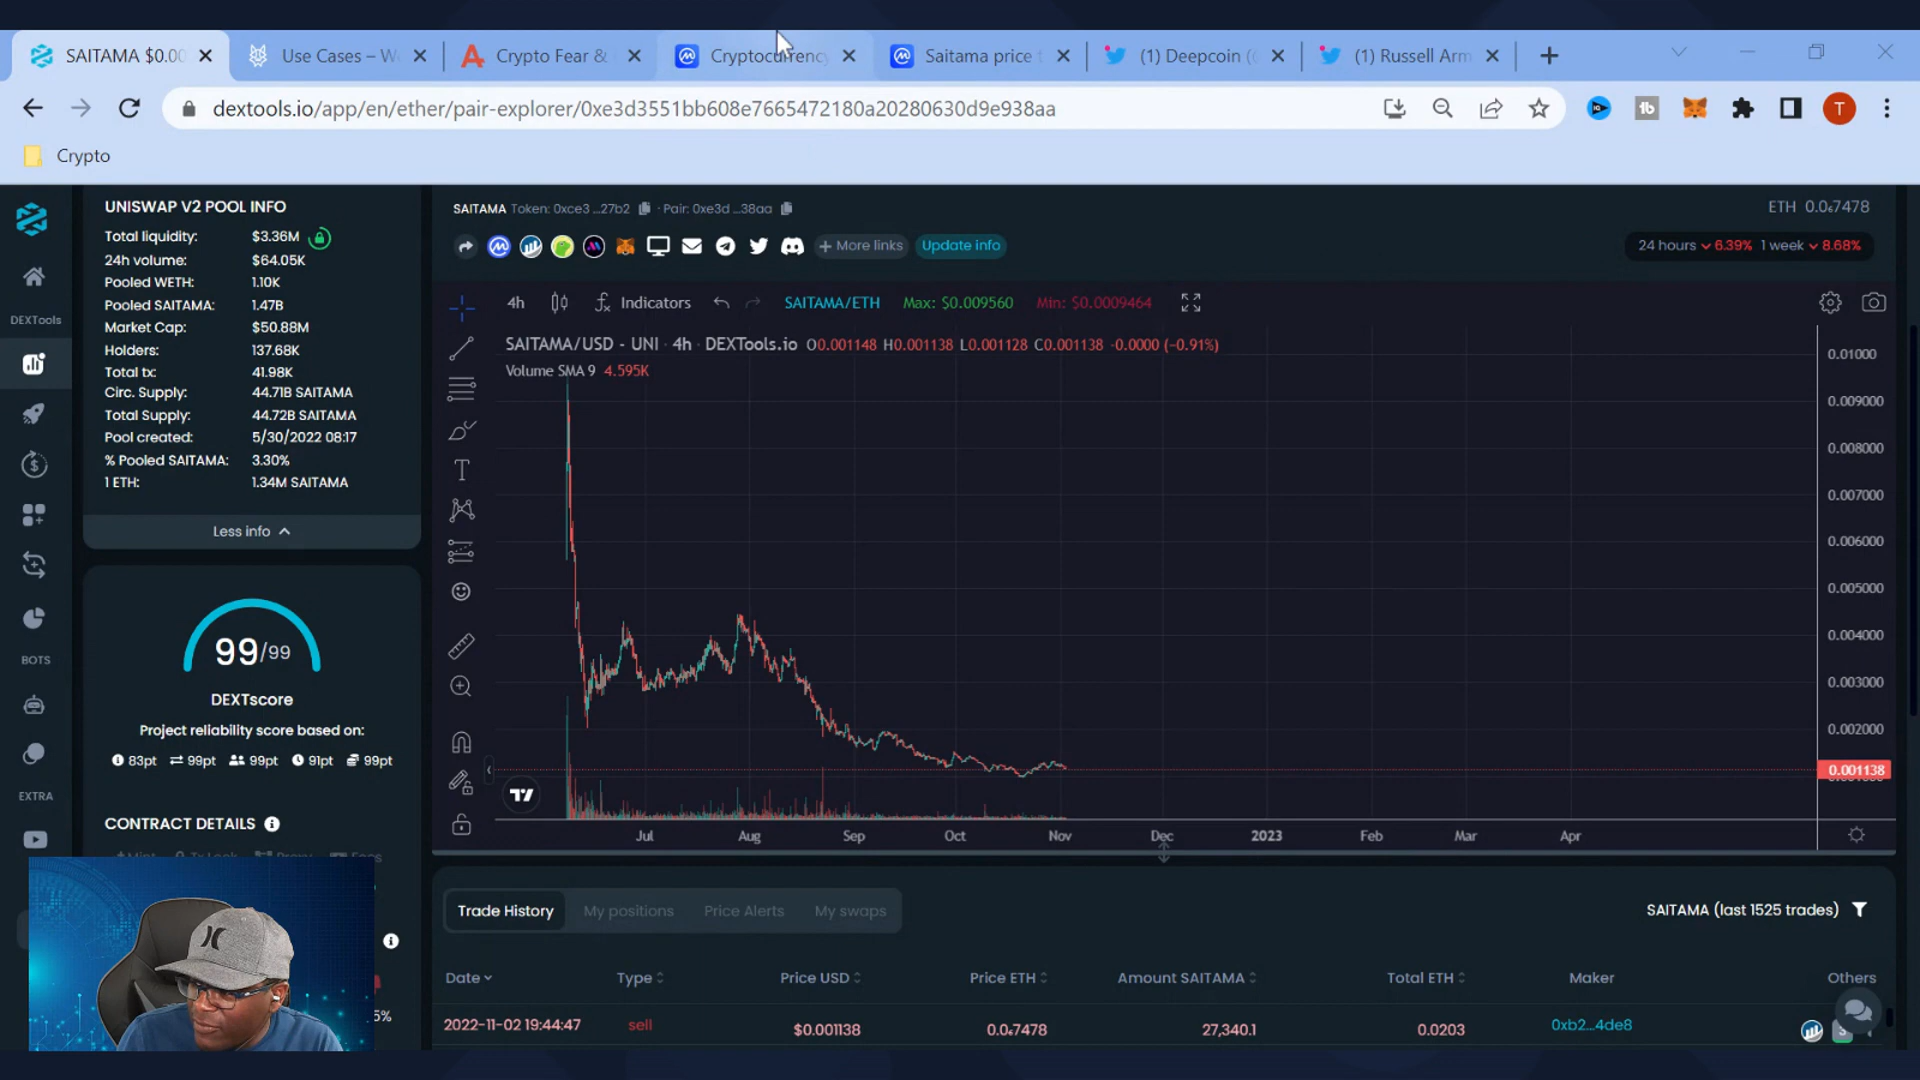 SAITAMA $0.00
Use Cases – W
Crypto Fear &
Cryptocurrency
Saitama price t
(1) Deepcoin (
(1) Russell Arm
dextools.io/app/en/ether/pair-explorer/0xe3d3551bb608e7665472180a20280630d9e938aa
T
Crypto
UNISWAP V2 POOL INFO
Total liquidity: $3.36M
24h volume: $64.05K
Pooled WETH: 1.10K
Pooled SAITAMA: 1.47B
Market Cap: $50.88M
Holders: 137.68K
Total tx: 41.98K
Circ. Supply: 44.71B SAITAMA
Total Supply: 44.72B SAITAMA
Pool created: 5/30/2022 08:17
% Pooled SAITAMA: 3.30%
1 ETH: 1.34M SAITAMA
Less info
99/99
DEXTscore
Project reliability score based on:
83pt 99pt 99pt 91pt 99pt
CONTRACT DETAILS
DEXTools
BOTS
EXTRA
5%
SAITAMA Token: 0xce3 ...27b2 · Pair: 0xe3d ...38aa
ETH 0.0₆7478
+ More links Update info
24 hours 6.39% 1 week 8.68%
4h Indicators SAITAMA/ETH Max: $0.009560 Min: $0.0009464
SAITAMA/USD - UNI · 4h · DEXTools.io O0.001148 H0.001138 L0.001128 C0.001138 -0.0000 (-0.91%)
Volume SMA 9 4.595K
0.01000
0.009000
0.008000
0.007000
0.006000
0.005000
0.004000
0.003000
0.002000
0.001138
Jul Aug Sep Oct Nov Dec 2023 Feb Mar Apr
Trade History My positions Price Alerts My swaps
SAITAMA (last 1525 trades)
Date Type Price USD Price ETH Amount SAITAMA Total ETH Maker Others
2022-11-02 19:44:47 sell $0.001138 0.0₆7478 27,340.1 0.0203 0xb2...4de8
3